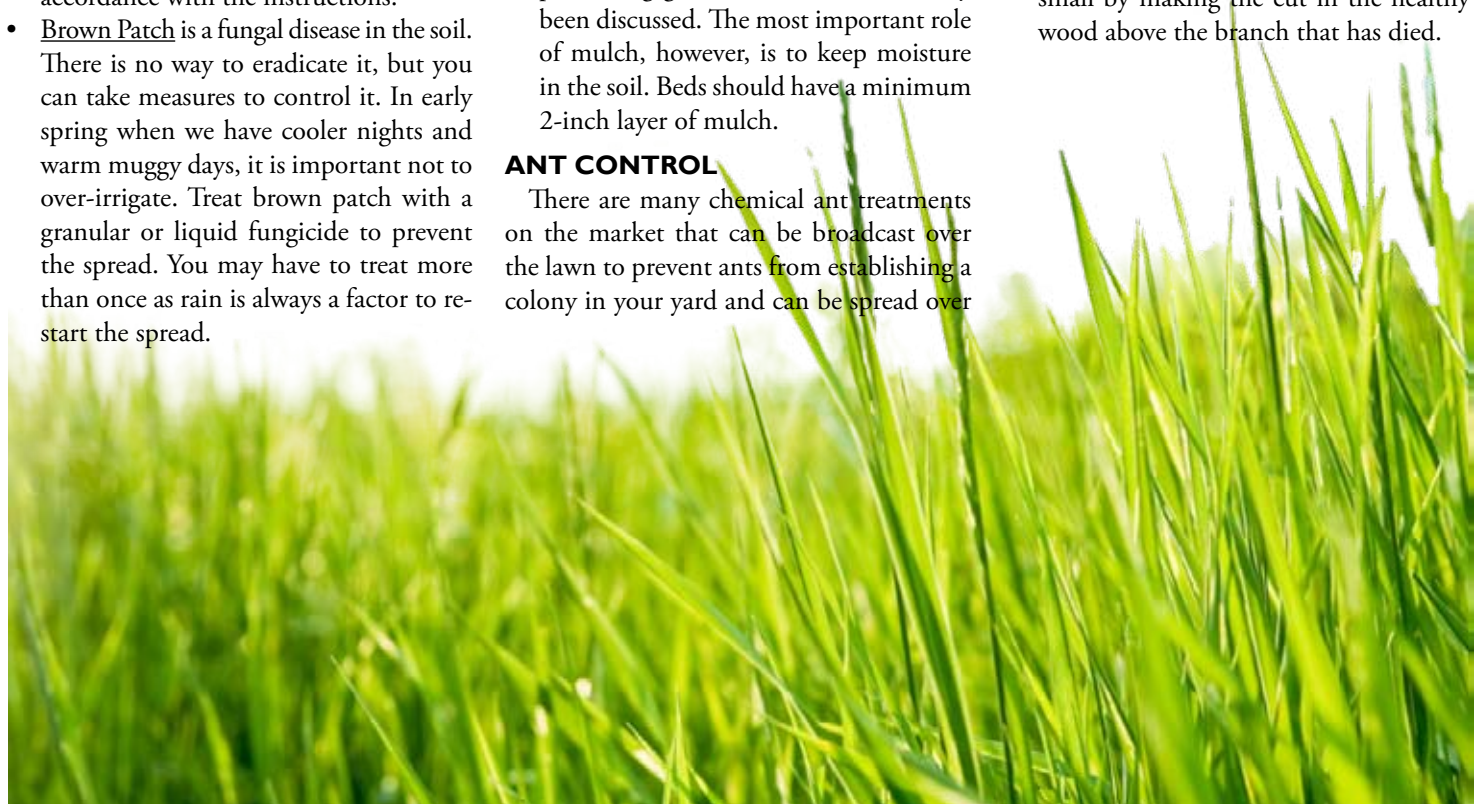 accordance with the instructions.
• Brown Patch is a fungal disease in the soil.
There is no way to eradicate it, but you
can take measures to control it. In early
spring when we have cooler nights and
warm muggy days, it is important not to
over-irrigate. Treat brown patch with a
granular or liquid fungicide to prevent
the spread. You may have to treat more
than once as rain is always a factor to re-
start the spread.
been discussed. The most important role
of mulch, however, is to keep moisture
in the soil. Beds should have a minimum
2-inch layer of mulch.
ANT CONTROL
There are many chemical ant treatments
on the market that can be broadcast over
the lawn to prevent ants from establishing a
colony in your yard and can be spread over
small by making the cut in the healthy
wood above the branch that has died.